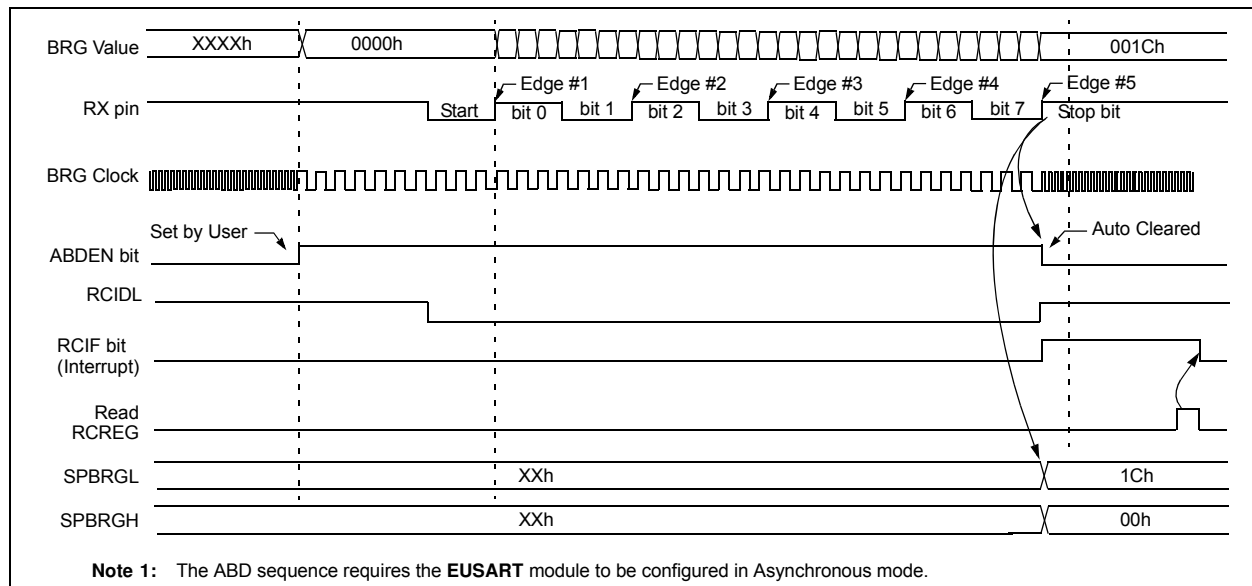 BRG Value XXXXh 0000h 001Ch
Edge #1 Edge #2 Edge #3 Edge #4 Edge #5
RX pin Start bit 0 bit 1 bit 2 bit 3 bit 4 bit 5 bit 6 bit 7 Stop bit
BRG Clock
Set by User Auto Cleared
ABDEN bit
RCIDL
RCIF bit
(Interrupt)
Read
RCREG
SPBRGL XXh 1Ch
SPBRGH XXh 00h
Note 1: The ABD sequence requires the EUSART module to be configured in Asynchronous mode.